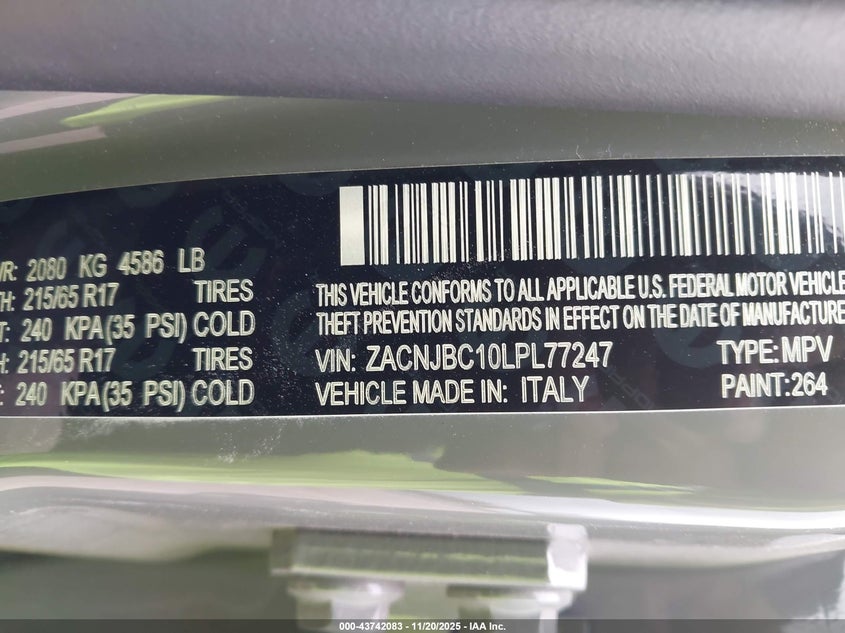 VR: 2080 KG 4586 LB
TH: 215/65 R17 TIRES
T: 240 KPA(35 PSI) COLD
H: 215/65 R17 TIRES
: 240 KPA(35 PSI) COLD
THIS VEHICLE CONFORMS TO ALL APPLICABLE U.S. FEDERAL MOTOR VEHICLE
THEFT PREVENTION STANDARDS IN EFFECT ON THE DATE OF MANUFACTURE
VIN: ZACNJBC10LPL77247 TYPE: MPV
VEHICLE MADE IN: ITALY PAINT: 264
000-43742083 — 11/20/2025 — IAA Inc.